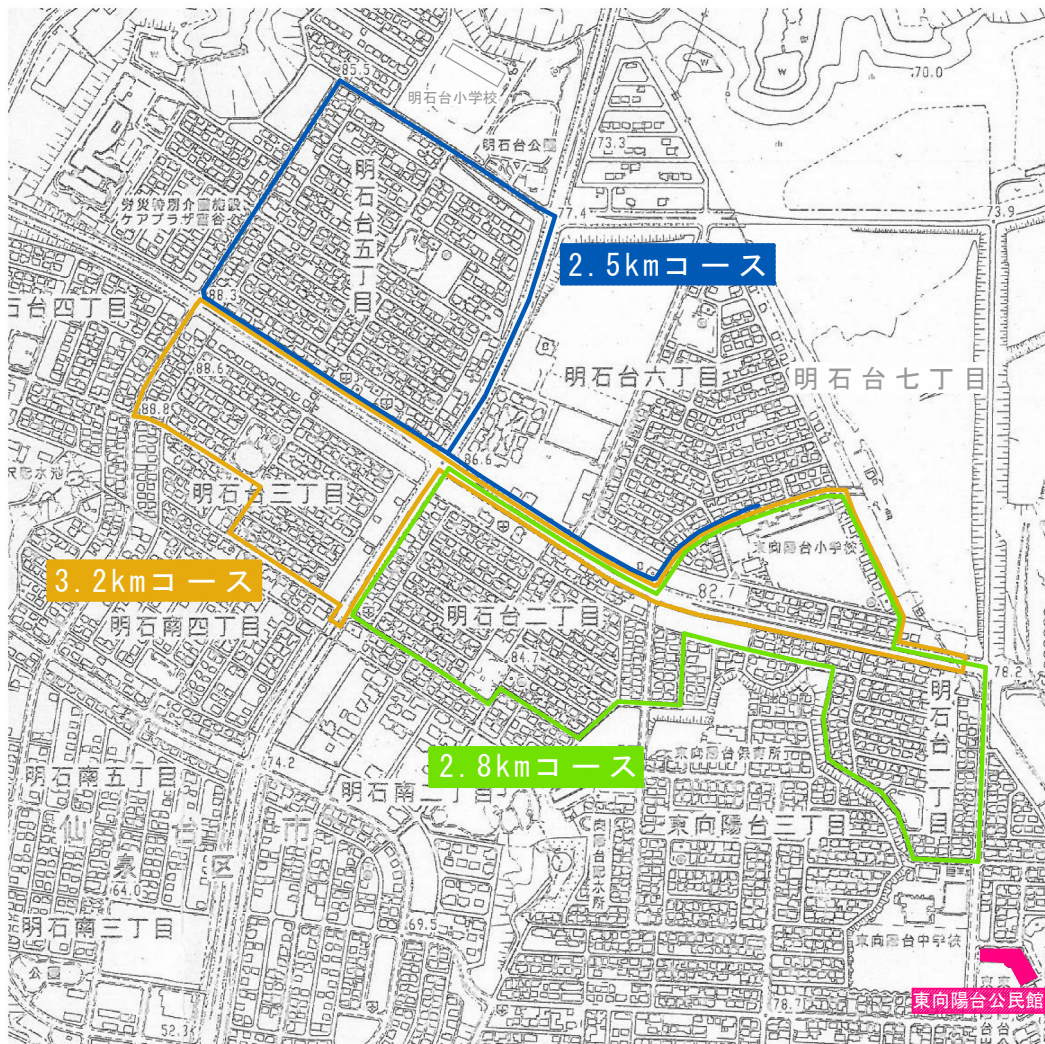 85.5
明石台小学校
70.0
明石台公園
73.3
明石台五丁目
労災特別介護施設
ケアプラザ富谷
77.4
73.9
2.5kmコース
88.3
石台四丁目
88.6
明石台六丁目
明石台七丁目
88.8
86.6
明石台三丁目
東向陽台小学校
3.2kmコース
82.7
明石台二丁目
明石南四丁目
84.7
78.2
明石台一丁目
2.8kmコース
東向陽台保育所
74.2
明石南五丁目
明石南二丁目
東向陽台三丁目
仙台市
泉区
64.0
明石南三丁目
69.5
東向陽台中学校
公園
東向陽台公民館
78.7
52.3